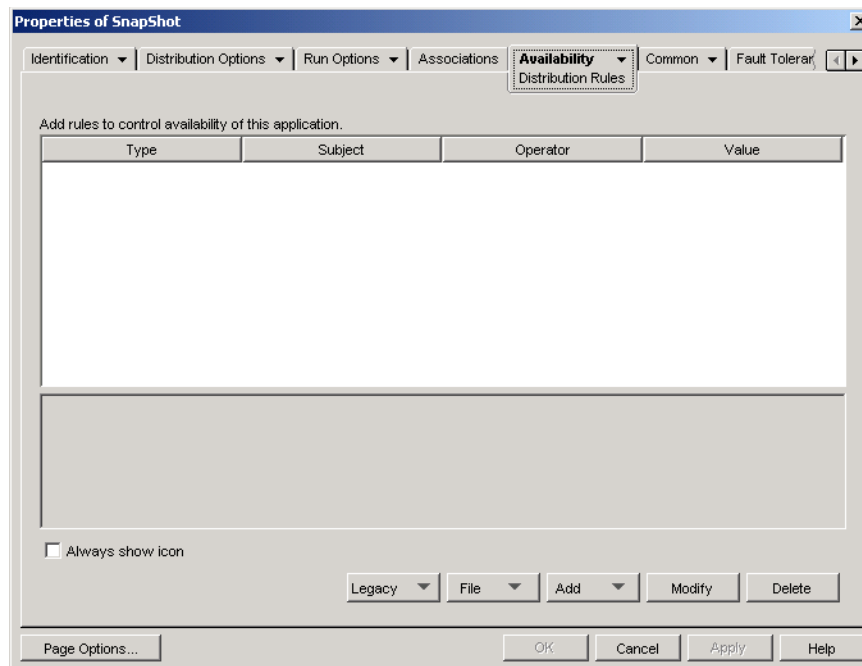 Properties of SnapShot
Identification Distribution Options Run Options Associations Availability Common Fault
Distribution Rules
Add rules to control availability of this application.
Type Subject Operator Value
Always show icon
Legacy File Add Modify Delete
Page Options... OK Cancel Apply Help